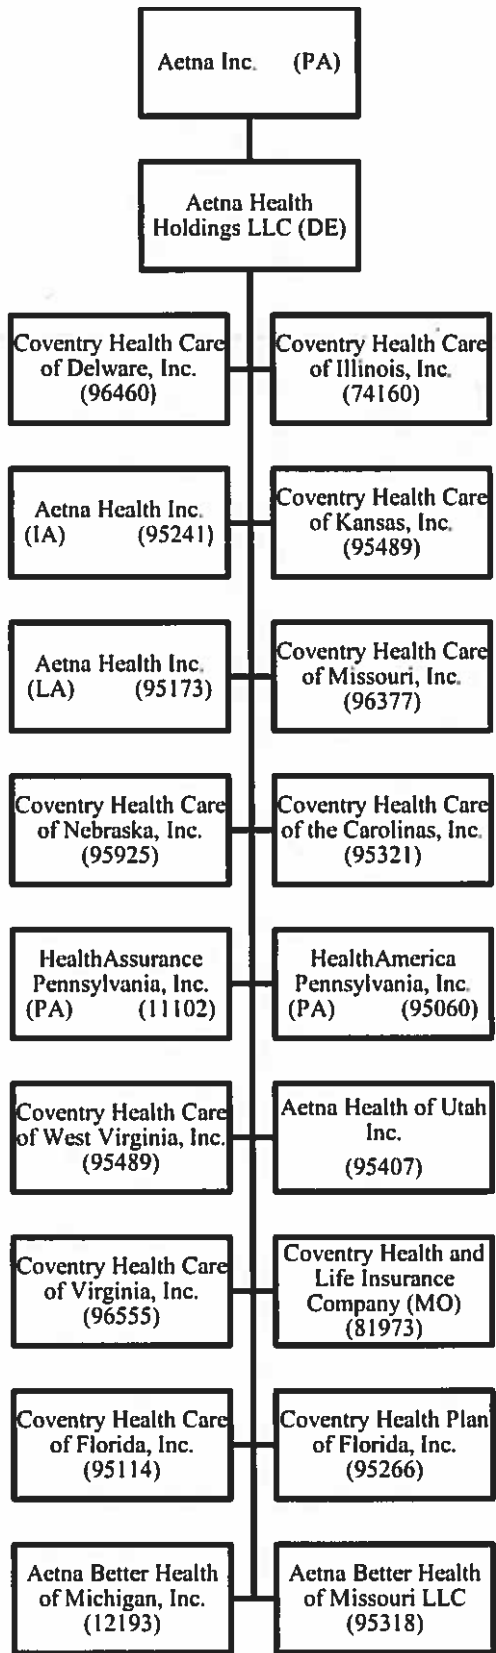 Aetna Inc. (PA)
Aetna Health
Holdings LLC (DE)
Coventry Health Care
of Delware, Inc.
(96460)
Coventry Health Care
of Illinois, Inc.
(74160)
Aetna Health Inc.
(IA) (95241)
Coventry Health Care
of Kansas, Inc.
(95489)
Aetna Health Inc.
(LA) (95173)
Coventry Health Care
of Missouri, Inc.
(96377)
Coventry Health Care
of Nebraska, Inc.
(95925)
Coventry Health Care
of the Carolinas, Inc.
(95321)
HealthAssurance
Pennsylvania, Inc.
(PA) (11102)
HealthAmerica
Pennsylvania, Inc.
(PA) (95060)
Coventry Health Care
of West Virginia, Inc.
(95489)
Aetna Health of Utah
Inc.
(95407)
Coventry Health Care
of Virginia, Inc.
(96555)
Coventry Health and
Life Insurance
Company (MO)
(81973)
Coventry Health Care
of Florida, Inc.
(95114)
Coventry Health Plan
of Florida, Inc.
(95266)
Aetna Better Health
of Michigan, Inc.
(12193)
Aetna Better Health
of Missouri LLC
(95318)